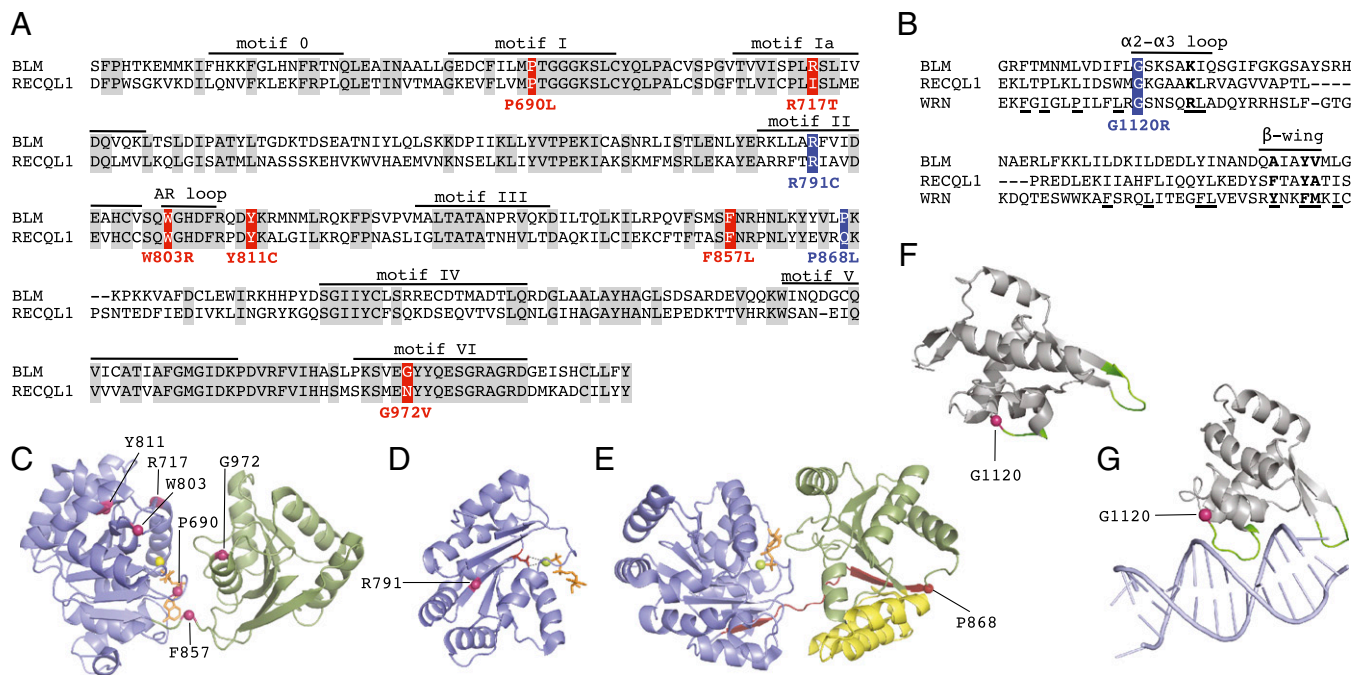 A
motif 0 motif I motif Ia
BLM SFPHTKEMMKIFHKKFGLHNFRTNQLEAINAALLGEDCFILMPTGGGKSLCYQLPACVSPGVTVVISPLRSLIV
RECQL1 DFPWSGKVKDILQNVFKLEKFRPLQLETINVTMAGKEVFLVMPTGGGKSLCYQLPALCSDGFTLVICPLISLME
P690L R717T
motif II
BLM DQVQKLTSLDIPATYLTGDKTDSEATNIYLQLSKKDPIIKLLYVTPEKICASNRLISTLENLYERKLLARFVID
RECQL1 DQLMVLKQLGISATMLNASSSKEHVKWVHAEMVNKNSELKLIYVTPEKIAKSKMFMSRLEKAYEARRFTRIAVD
R791C
AR loop motif III
BLM EAHCVSQWGHDFRQDYKRMNMLRQKFPSVPVMALTATANPRVQKDILTQLKILRPQVFSMSFNRHNLKYYVLPK
RECQL1 EVHCCSQWGHDFRPDYKALGILKRQFPNASLIGLTATATNHVLTDAQKILCIEKCFTFTASFNRPNLYYEVRQK
W803R Y811C F857L P868L
motif IV motif V
BLM --KPKKVAFDCLEWIRKHHPYDSGIIYCLSRRECDTMADTLQRDGLAALAYHAGLSDSARDEVQQKWINQDGCQ
RECQL1 PSNTEDFIEDIVKLINGRYKGQSGIIYCFSQKDSEQVTVSLQNLGIHAGAYHANLEPEDKTTVHRKWSAN-EIQ
motif VI
BLM VICATIAFGMGIDKPDVRFVIHASLPKSVEGYYQESGRAGRDGEISHCLLFY
RECQL1 VVVATVAFGMGIDKPDVRFVIHHSMSKSMENYYQESGRAGRDDMKADCILYY
G972V
B
α2-α3 loop
BLM GRFTMNMLVDIFLGSKSAKIQSGIFGKGSAYSRH
RECQL1 EKLTPLKLIDSWMGKGAAKLRVAGVVAPTL----
WRN EKFGIGLPILFLRGSNSQRLADQYRRHSLF-GTG
G1120R
β-wing
BLM NAERLFKKLILDKILDEDLYINANDQAIAYVMLG
RECQL1 ---PREDLEKIIAHFLIQQYLKEDYSFTAYATIS
WRN KDQTESWWKAFSRQLITEGFLVEVSRYNKFMKIC
C
Y811
R717
W803
P690
G972
F857
D
R791
E
P868
F
G1120
G
G1120